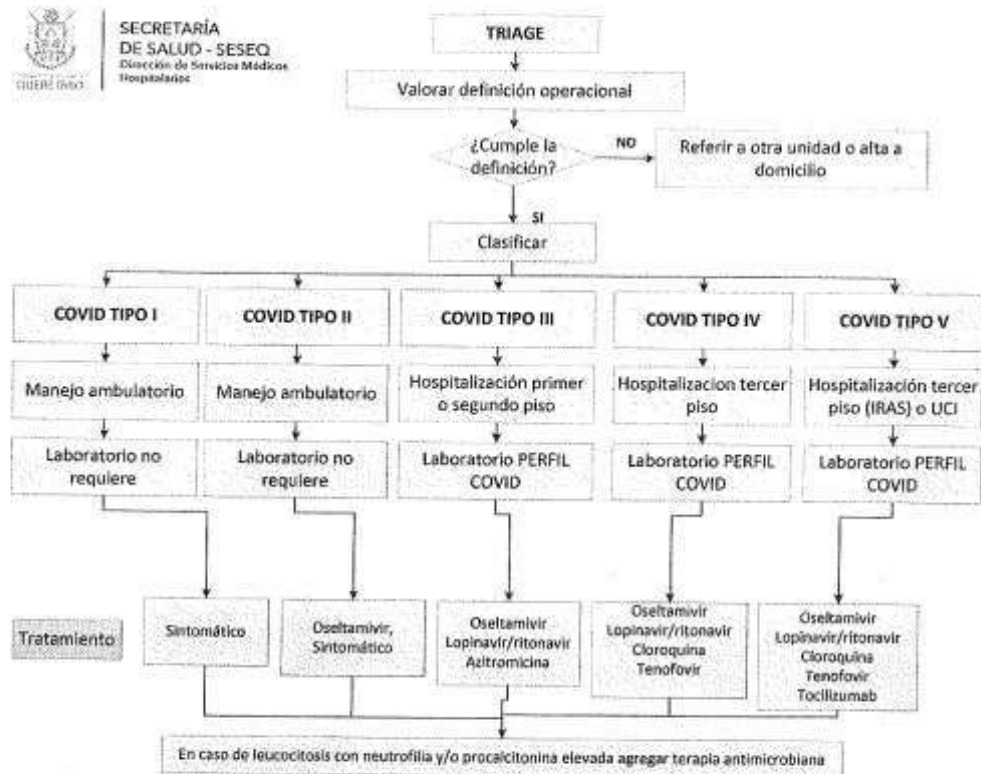 SECRETARÍA
DE SALUD - SESEQ
Dirección de Servicios Médicos
Hospitalarios
QUERÉTARO
TRIAGE
Valorar definición operacional
¿Cumple la
definición?
NO
Referir a otra unidad o alta a
domicilio
SI
Clasificar
COVID TIPO I
COVID TIPO II
COVID TIPO III
COVID TIPO IV
COVID TIPO V
Manejo ambulatorio
Manejo ambulatorio
Hospitalización primer
o segundo piso
Hospitalizacion tercer
piso
Hospitalización tercer
piso (IRAS) o UCI
Laboratorio no
requiere
Laboratorio no
requiere
Laboratorio PERFIL
COVID
Laboratorio PERFIL
COVID
Laboratorio PERFIL
COVID
Tratamiento
Sintomático
Oseltamivir,
Sintomático
Oseltamivir
Lopinavir/ritonavir
Azitromicina
Oseltamivir
Lopinavir/ritonavir
Cloroquina
Tenofovir
Oseltamivir
Lopinavir/ritonavir
Cloroquina
Tenofovir
Tocilizumab
En caso de leucocitosis con neutrofilia y/o procalcitonina elevada agregar terapia antimicrobiana